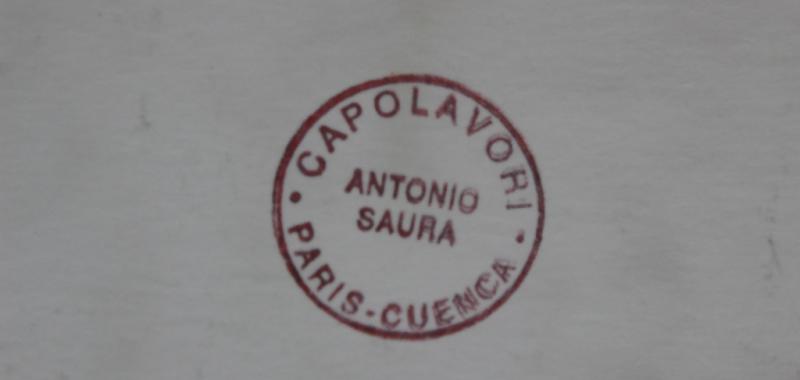 CAPOLAVORI
ANTONIO
SAURA
• PARIS-CUENCA •